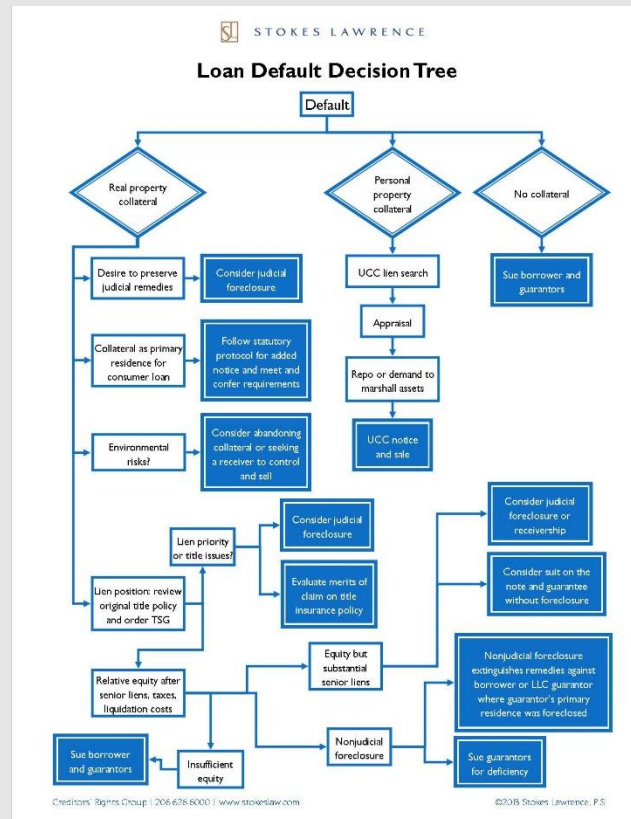 SL STOKES LAWRENCE
Loan Default Decision Tree
Default
Real property
collateral
Personal
property
collateral
No collateral
Desire to preserve
judicial remedies
Consider judicial
foreclosure
UCC lien search
Sue borrower and
guarantors
Appraisal
Collateral as primary
residence for
consumer loan
Follow statutory
protocol for added
notice and meet and
confer requirements
Repo or demand to
marshall assets
Environmental
risks?
Consider abandoning
collateral or seeking
a receiver to control
and sell
UCC notice
and sale
Lien priority
or title issues?
Consider judicial
foreclosure
Consider judicial
foreclosure or
receivership
Evaluate merits of
claim on title
insurance policy
Consider suit on the
note and guarantee
without foreclosure
Lien position: review
original title policy
and order TSG
Relative equity after
senior liens, taxes,
liquidation costs
Equity but
substantial
senior liens
Nonjudicial foreclosure
extinguishes remedies against
borrower or LLC guarantor
where guarantor's primary
residence was foreclosed
Sue borrower
and guarantors
Insufficient
equity
Nonjudicial
foreclosure
Sue guarantors
for deficiency
Creditors' Rights Group | 206.626.6000 | www.stokeslaw.com
©2013 Stokes Lawrence, P.S.